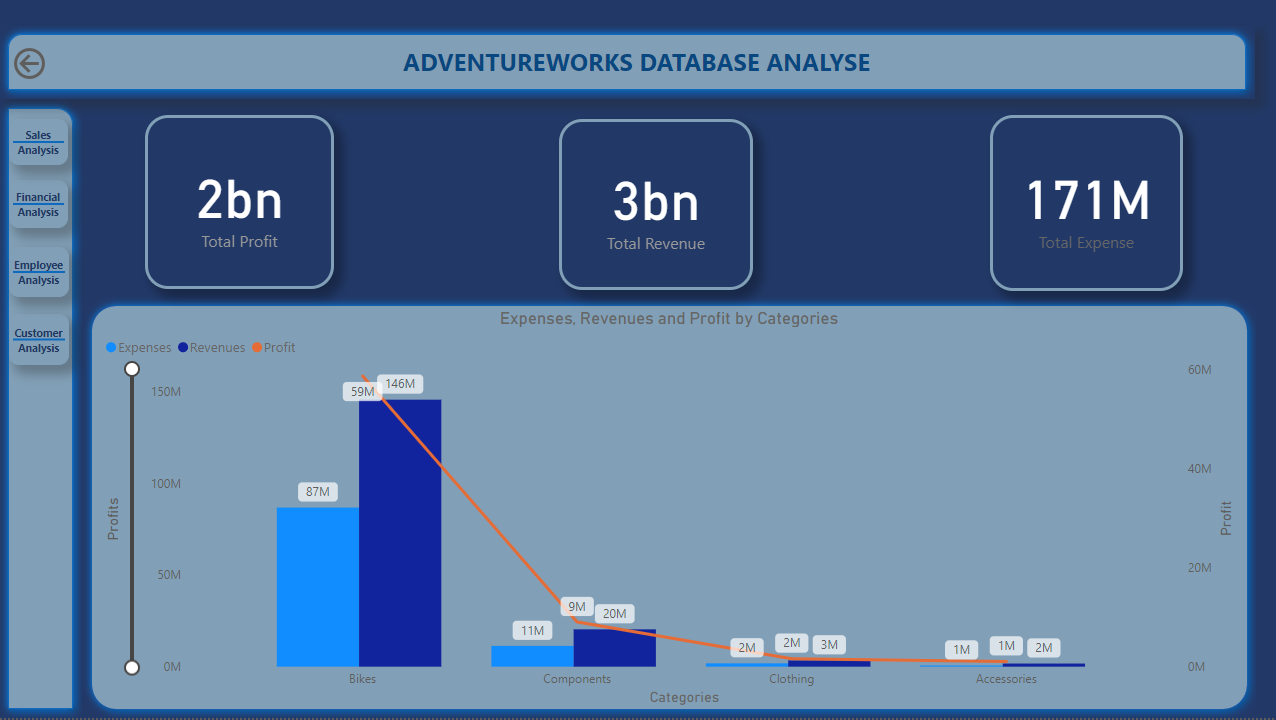 ADVENTUREWORKS DATABASE ANALYSE
Sales
Analysis
Financial
Analysis
Employee
Analysis
Customer
Analysis
2bn
Total Profit
3bn
Total Revenue
171M
Total Expense
Expenses, Revenues and Profit by Categories
Expenses Revenues Profit
Profits
150M
100M
50M
0M
59M 146M
87M
9M 20M
11M
2M 2M 3M
1M 1M 2M
60M
40M
20M
0M
Profit
Bikes Components Clothing Accessories
Categories